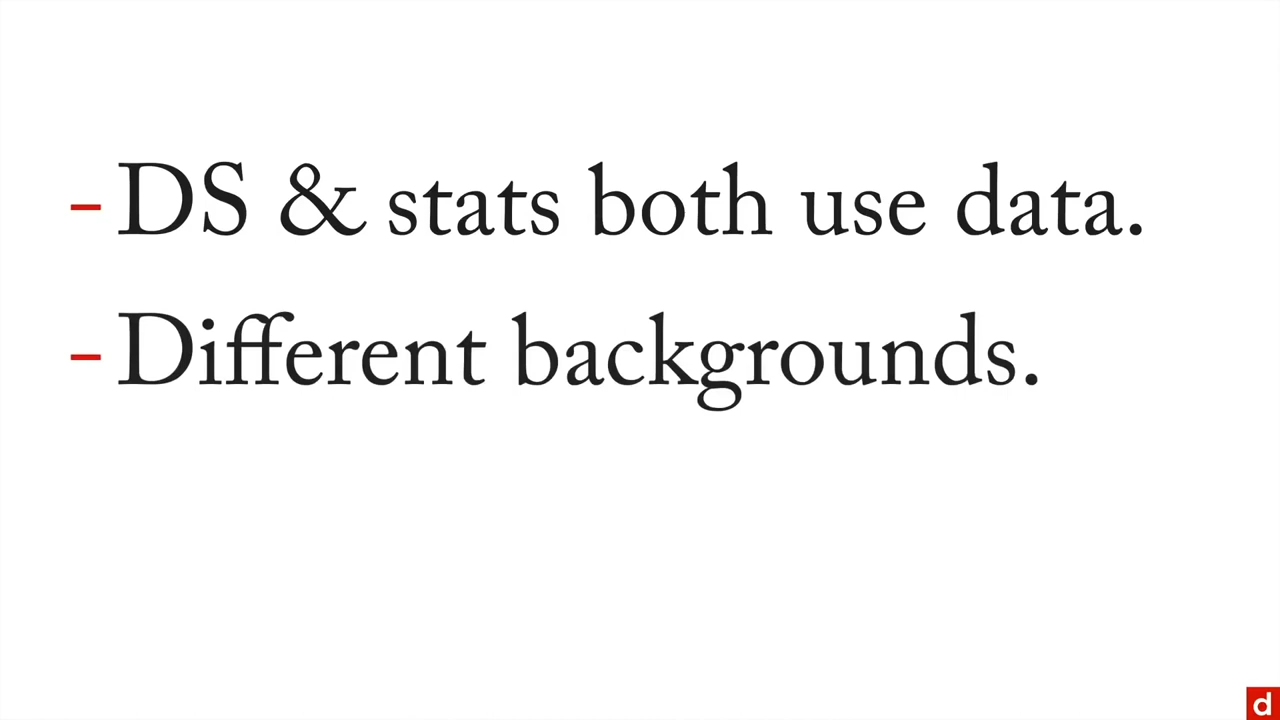 - DS & stats both use data.
- Different backgrounds.
d